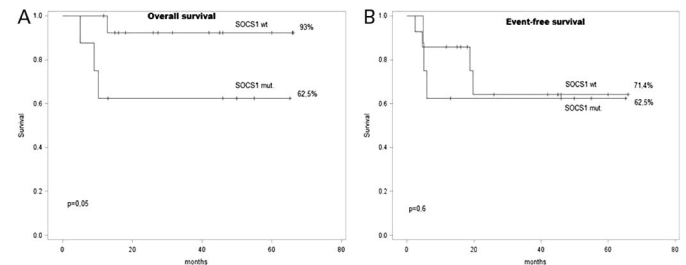 A
Overall survival
1.0
0.8
0.6
0.4
0.2
0.0
Survival
SOCS1 wt
93%
SOCS1 mut.
62.5%
p=0,05
0
20
40
60
80
months
B
Event-free survival
1.0
0.8
0.6
0.4
0.2
0.0
Survival
SOCS1 wt
71,4%
SOCS1 mut.
62.5%
p=0,6
0
20
40
60
80
months